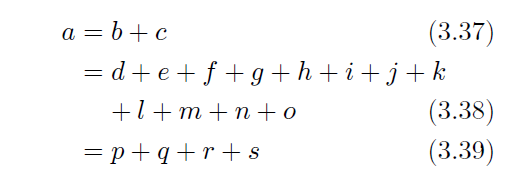 a = b + c (3.37)
= d + e + f + g + h + i + j + k
+ l + m + n + o (3.38)
= p + q + r + s (3.39)